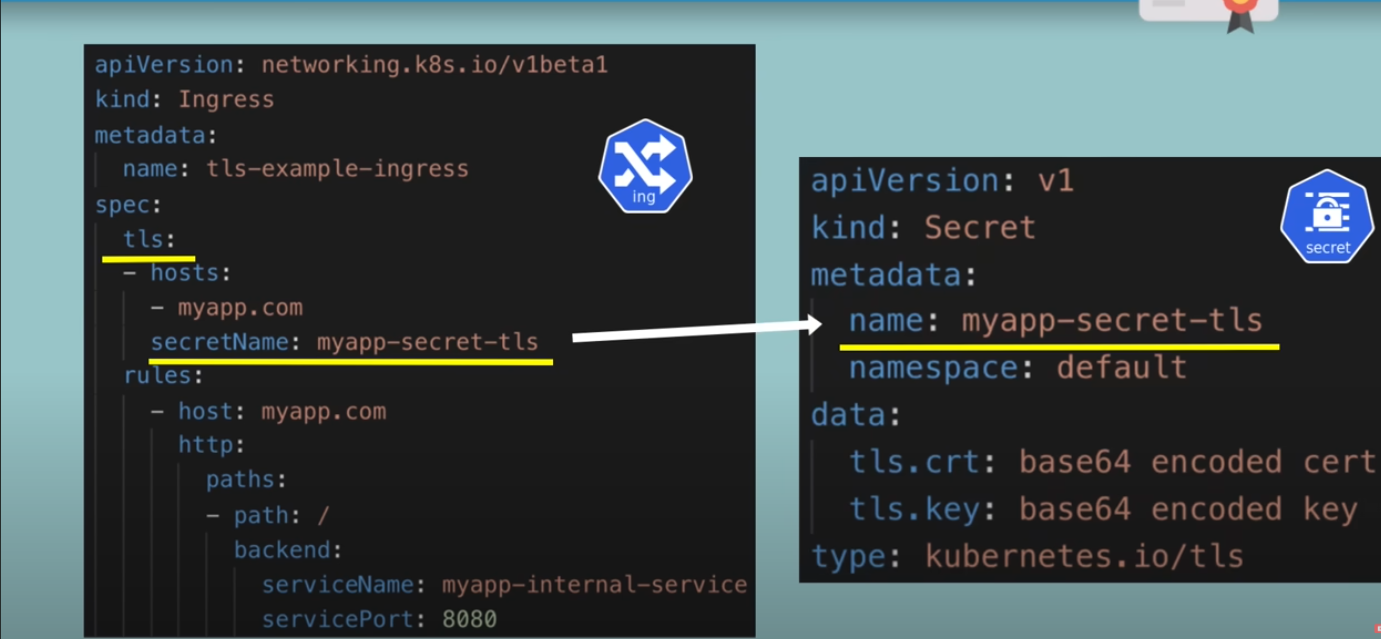 apiVersion: networking.k8s.io/v1beta1
kind: Ingress
metadata:
  name: tls-example-ingress
spec:
  tls:
  - hosts:
    - myapp.com
    secretName: myapp-secret-tls
  rules:
    - host: myapp.com
      http:
        paths:
        - path: /
          backend:
            serviceName: myapp-internal-service
            servicePort: 8080
ing
apiVersion: v1
kind: Secret
metadata:
  name: myapp-secret-tls
  namespace: default
data:
  tls.crt: base64 encoded cert
  tls.key: base64 encoded key
type: kubernetes.io/tls
secret